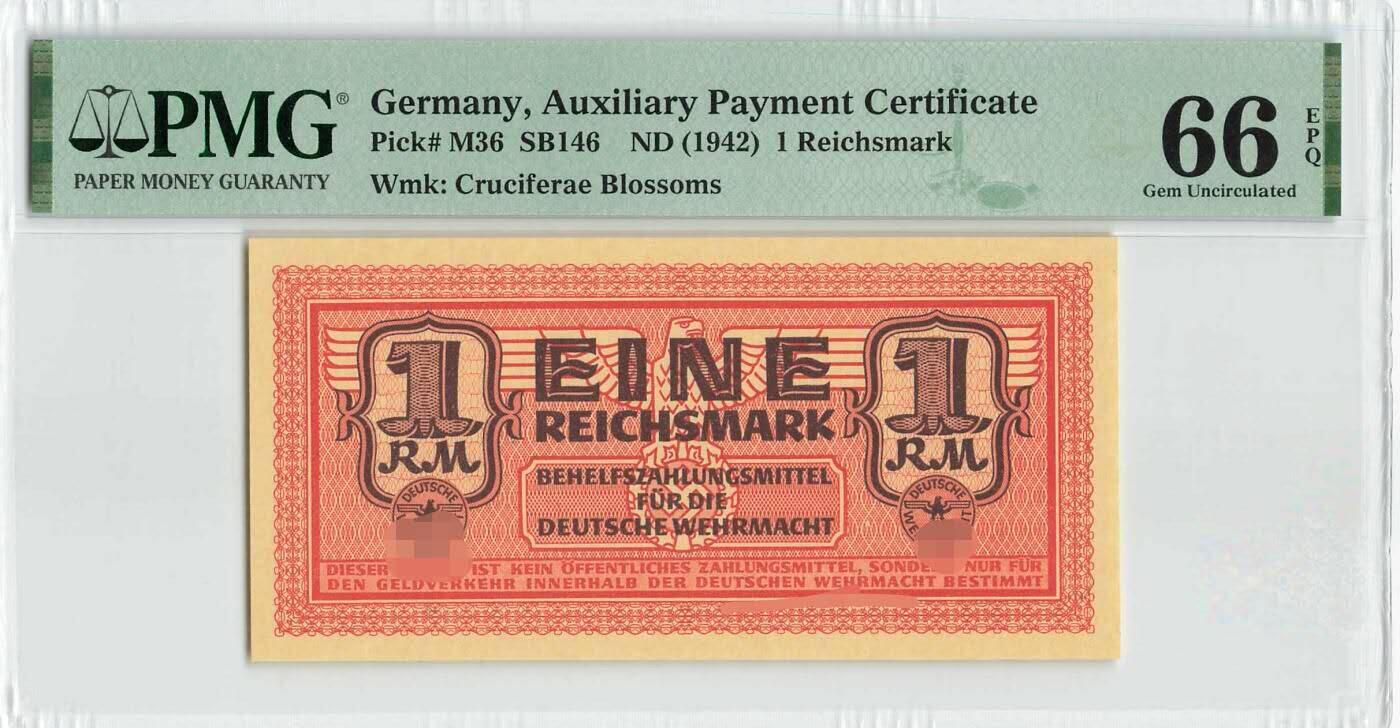 PMG®
PAPER MONEY GUARANTY
Germany, Auxiliary Payment Certificate
Pick# M36 SB146 ND (1942) 1 Reichsmark
Wmk: Cruciferae Blossoms
66
EPQ
Gem Uncirculated
1
RM
DEUTSCHE
EINE
REICHSMARK
BEHELFSZAHLUNGSMITTEL
FÜR DIE
DEUTSCHE WEHRMACHT
1
RM
DEUTSCHE
DIESER IST KEIN ÖFFENTLICHES ZAHLUNGSMITTEL, NUR FÜR
DEN GELDVERKEHR INNERHALB DER DEUTSCHEN WEHRMACHT BESTIMMT